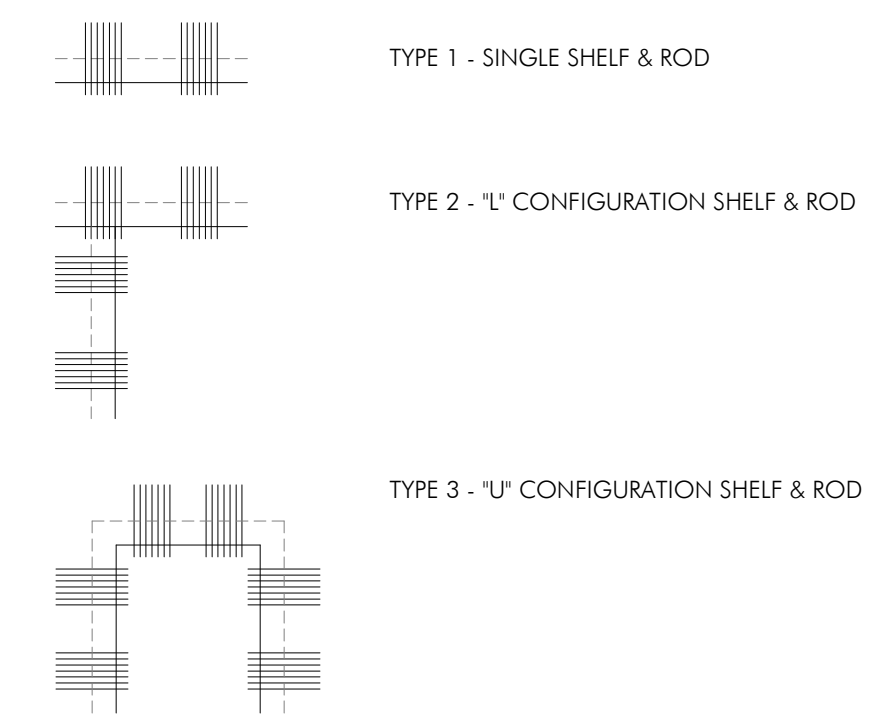 TYPE 1 - SINGLE SHELF & ROD
TYPE 2 - "L" CONFIGURATION SHELF & ROD
TYPE 3 - "U" CONFIGURATION SHELF & ROD